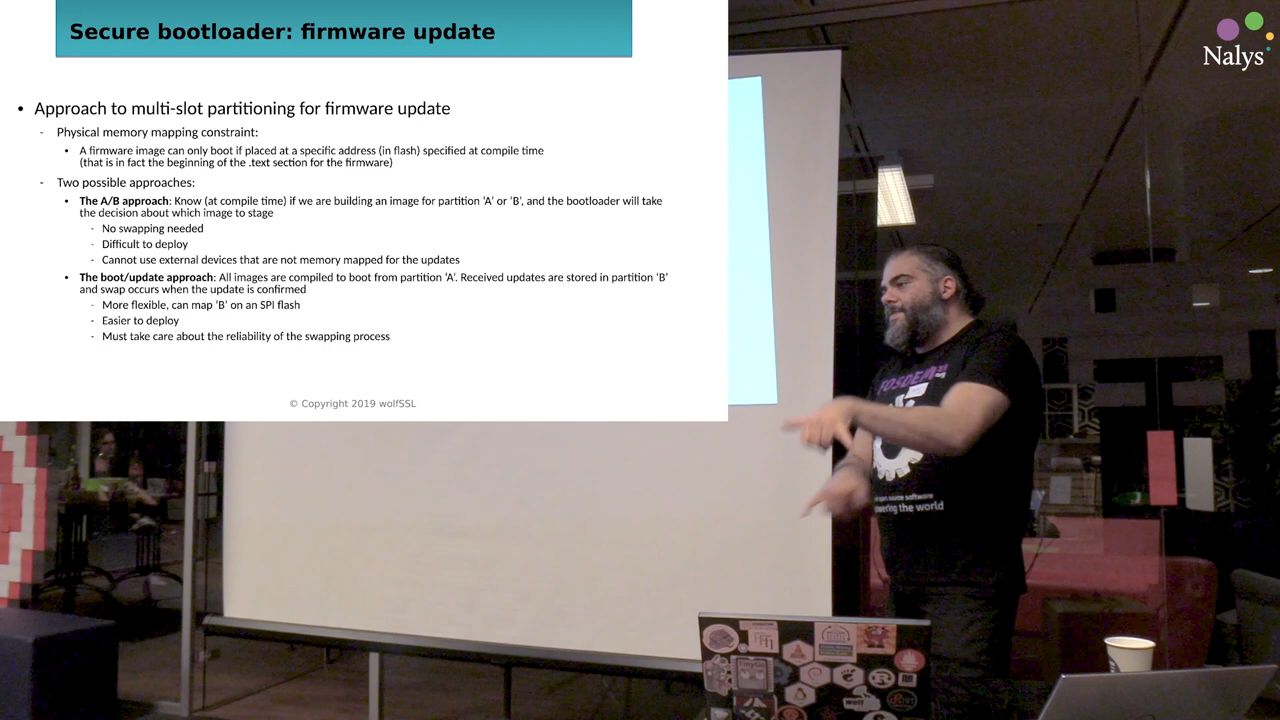 Secure bootloader: firmware update
• Approach to multi-slot partitioning for firmware update
- Physical memory mapping constraint:
• A firmware image can only boot if placed at a specific address (in flash) specified at compile time
(that is in fact the beginning of the .text section for the firmware)
- Two possible approaches:
• The A/B approach: Know (at compile time) if we are building an image for partition ‘A’ or ‘B’, and the bootloader will take
the decision about which image to stage
- No swapping needed
- Difficult to deploy
- Cannot use external devices that are not memory mapped for the updates
• The boot/update approach: All images are compiled to boot from partition ‘A’. Received updates are stored in partition ‘B’
and swap occurs when the update is confirmed
- More flexible, can map ‘B’ on an SPI flash
- Easier to deploy
- Must take care about the reliability of the swapping process
© Copyright 2019 wolfSSL
Nalys
FOSDEM
source software
the world
TinyGo
wolf